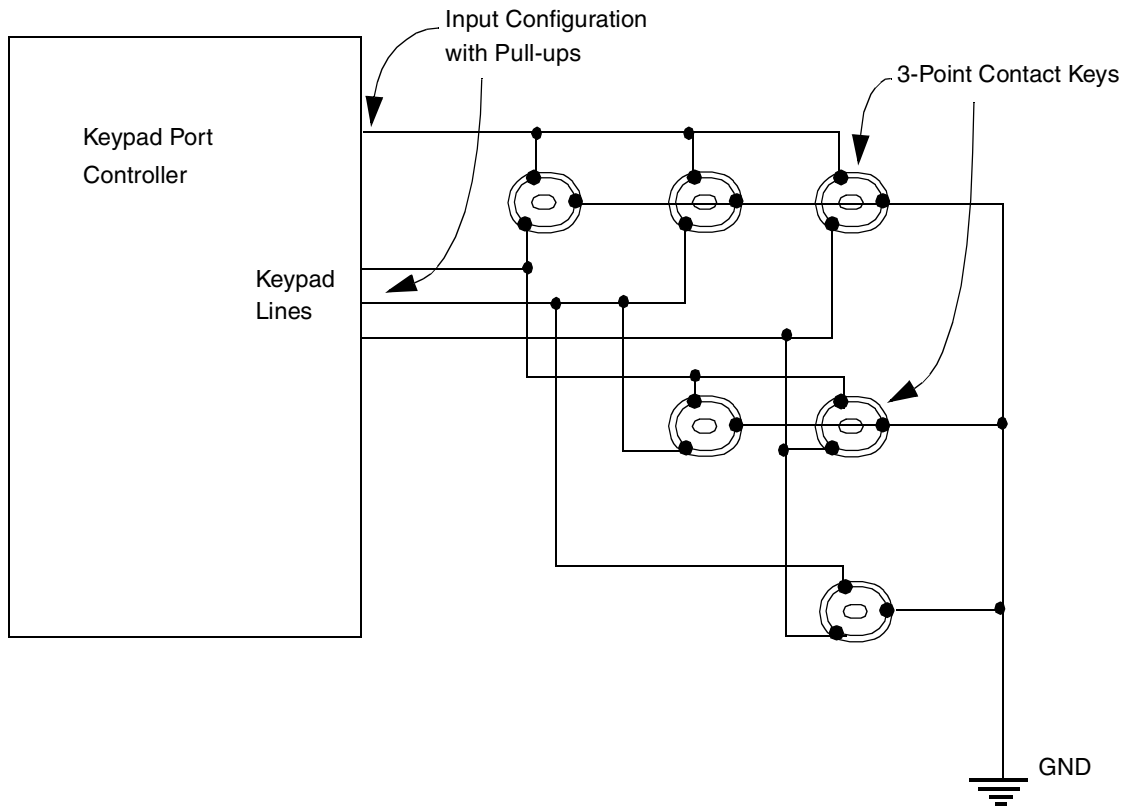 Input Configuration
with Pull-ups
3-Point Contact Keys
Keypad Port
Controller
Keypad
Lines
GND